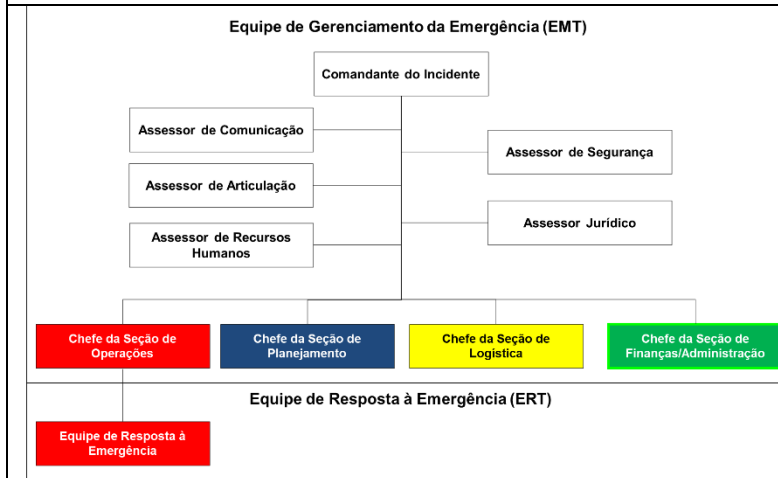 Equipe de Gerenciamento da Emergência (EMT)
Comandante do Incidente
Assessor de Comunicação
Assessor de Segurança
Assessor de Articulação
Assessor Jurídico
Assessor de Recursos
Humanos
Chefe da Seção de
Operações
Chefe da Seção de
Planejamento
Chefe da Seção de
Logistica
Chefe da Seção de
Finanças/Administração
Equipe de Resposta à Emergência (ERT)
Equipe de Resposta à
Emergência